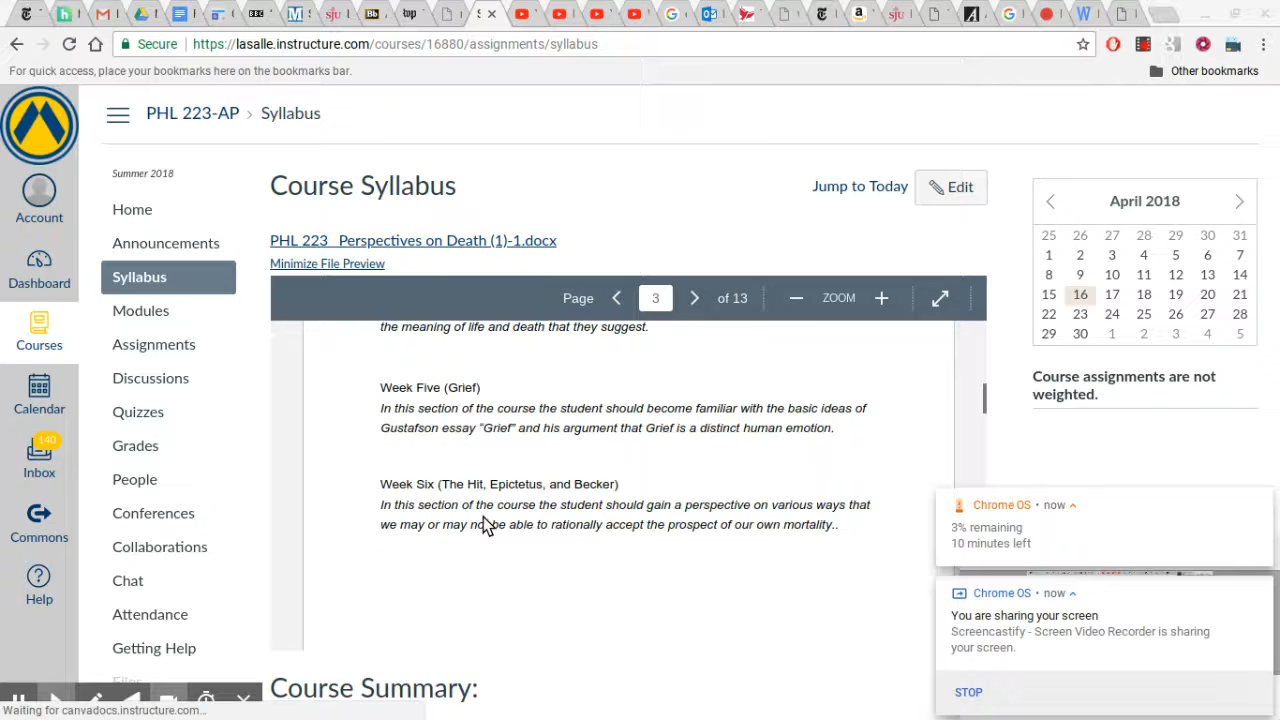 Secure
https://lasalle.instructure.com/courses/16880/assignments/syllabus
For quick access, place your bookmarks here on the bookmarks bar.
Other bookmarks
PHL 223-AP › Syllabus
Account
Dashboard
Courses
Calendar
140
Inbox
Commons
Help
Summer 2018
Home
Announcements
Syllabus
Modules
Assignments
Discussions
Quizzes
Grades
People
Conferences
Collaborations
Chat
Attendance
Getting Help
Files
Course Syllabus
Jump to Today
Edit
PHL 223 Perspectives on Death (1)-1.docx
Minimize File Preview
Page 3 of 13 ZOOM
the meaning of life and death that they suggest.
Week Five (Grief)
In this section of the course the student should become familiar with the basic ideas of
Gustafson essay "Grief" and his argument that Grief is a distinct human emotion.
Week Six (The Hit, Epictetus, and Becker)
In this section of the course the student should gain a perspective on various ways that
we may or may not be able to rationally accept the prospect of our own mortality..
Course Summary:
April 2018
25 26 27 28 29 30 31
1 2 3 4 5 6 7
8 9 10 11 12 13 14
15 16 17 18 19 20 21
22 23 24 25 26 27 28
29 30 1 2 3 4 5
Course assignments are not
weighted.
Chrome OS • now
3% remaining
10 minutes left
Chrome OS • now
You are sharing your screen
Screencastify - Screen Video Recorder is sharing
your screen.
STOP
Waiting for canvadocs.instructure.com...